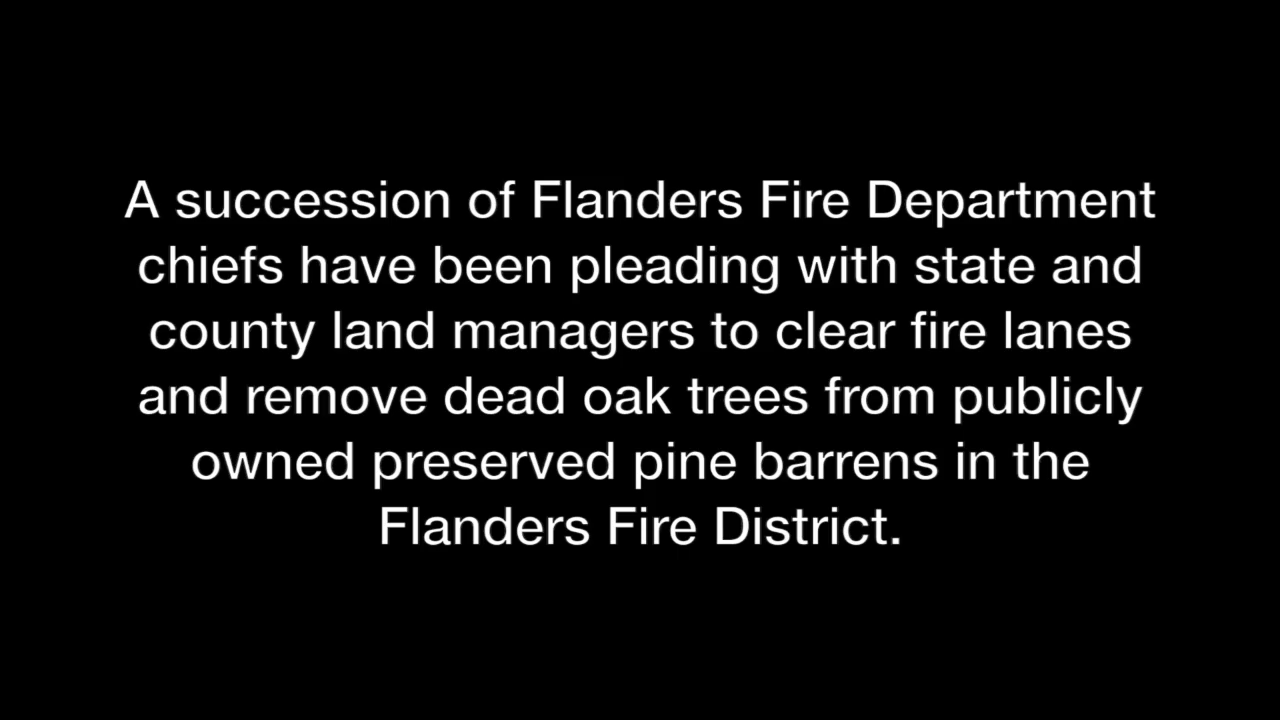 A succession of Flanders Fire Department
chiefs have been pleading with state and
county land managers to clear fire lanes
and remove dead oak trees from publicly
owned preserved pine barrens in the
Flanders Fire District.